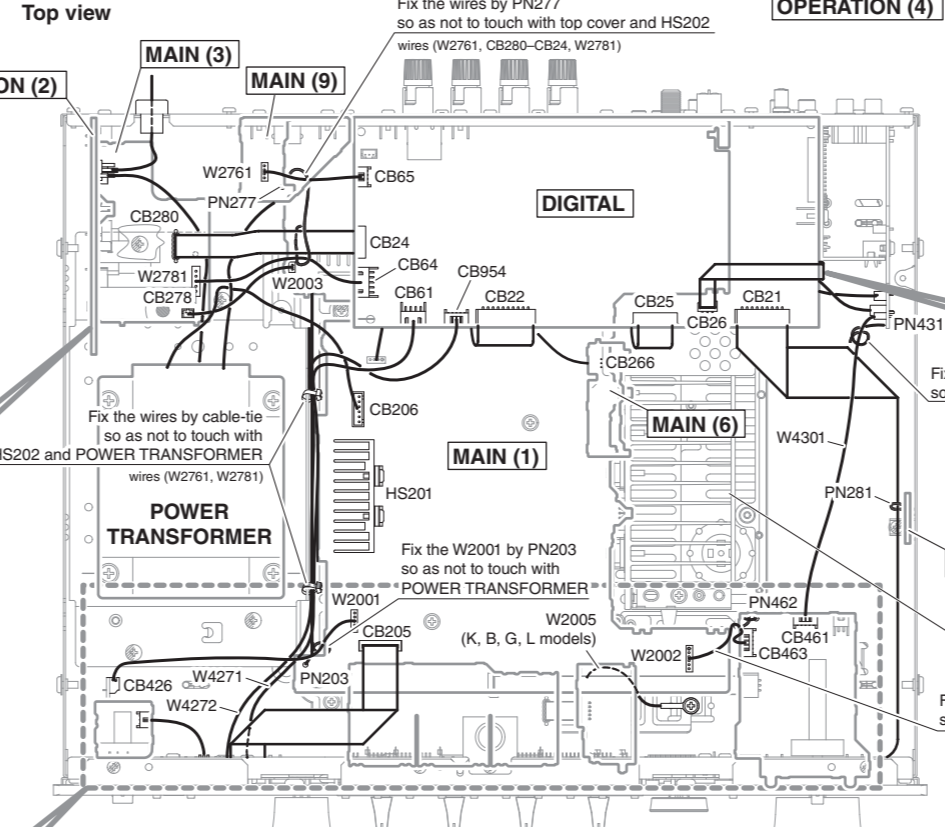 Top view
Fix the wires by PN277
so as not to touch with top cover and HS202
wires (W2761, CB280–CB24, W2781)
OPERATION (4)
MAIN (3)
MAIN (9)
ON (2)
W2761
CB65
PN277
DIGITAL
CB280
CB24
W2781
CB64
CB278
W2003
CB61
CB954
CB22
CB25
CB26
CB21
PN431
CB266
Fix the wires by cable-tie
so as not to touch with
HS202 and POWER TRANSFORMER
wires (W2761, W2781)
CB206
MAIN (6)
MAIN (1)
W4301
HS201
PN281
POWER
TRANSFORMER
Fix the W2001 by PN203
so as not to touch with
POWER TRANSFORMER
W2001
CB205
W2005
(K, B, G, L models)
PN462
CB461
CB463
W2002
CB426
W4271
PN203
W4272